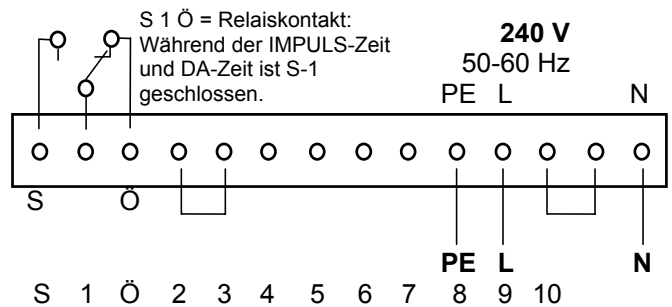 S 1 Ö = Relaiskontakt:
Während der IMPULS-Zeit
und DA-Zeit ist S-1
geschlossen.
240 V
50-60 Hz
PE L N
S Ö
PE L N
S 1 Ö 2 3 4 5 6 7 8 9 10